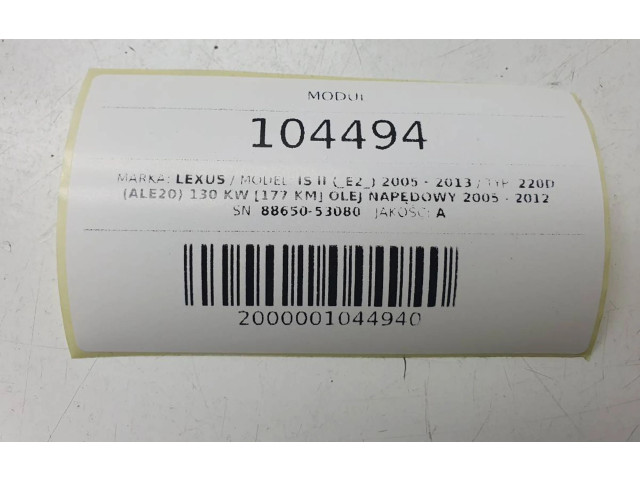 MODUŁ
104494
MARKA: LEXUS / MODEL: IS II (_E2_) 2005 - 2013 / TYP: 220D
(ALE20) 130 KW [177 KM] OLEJ NAPĘDOWY 2005 - 2012
SN: 88650-53080 JAKOŚĆ: A
2000001044940